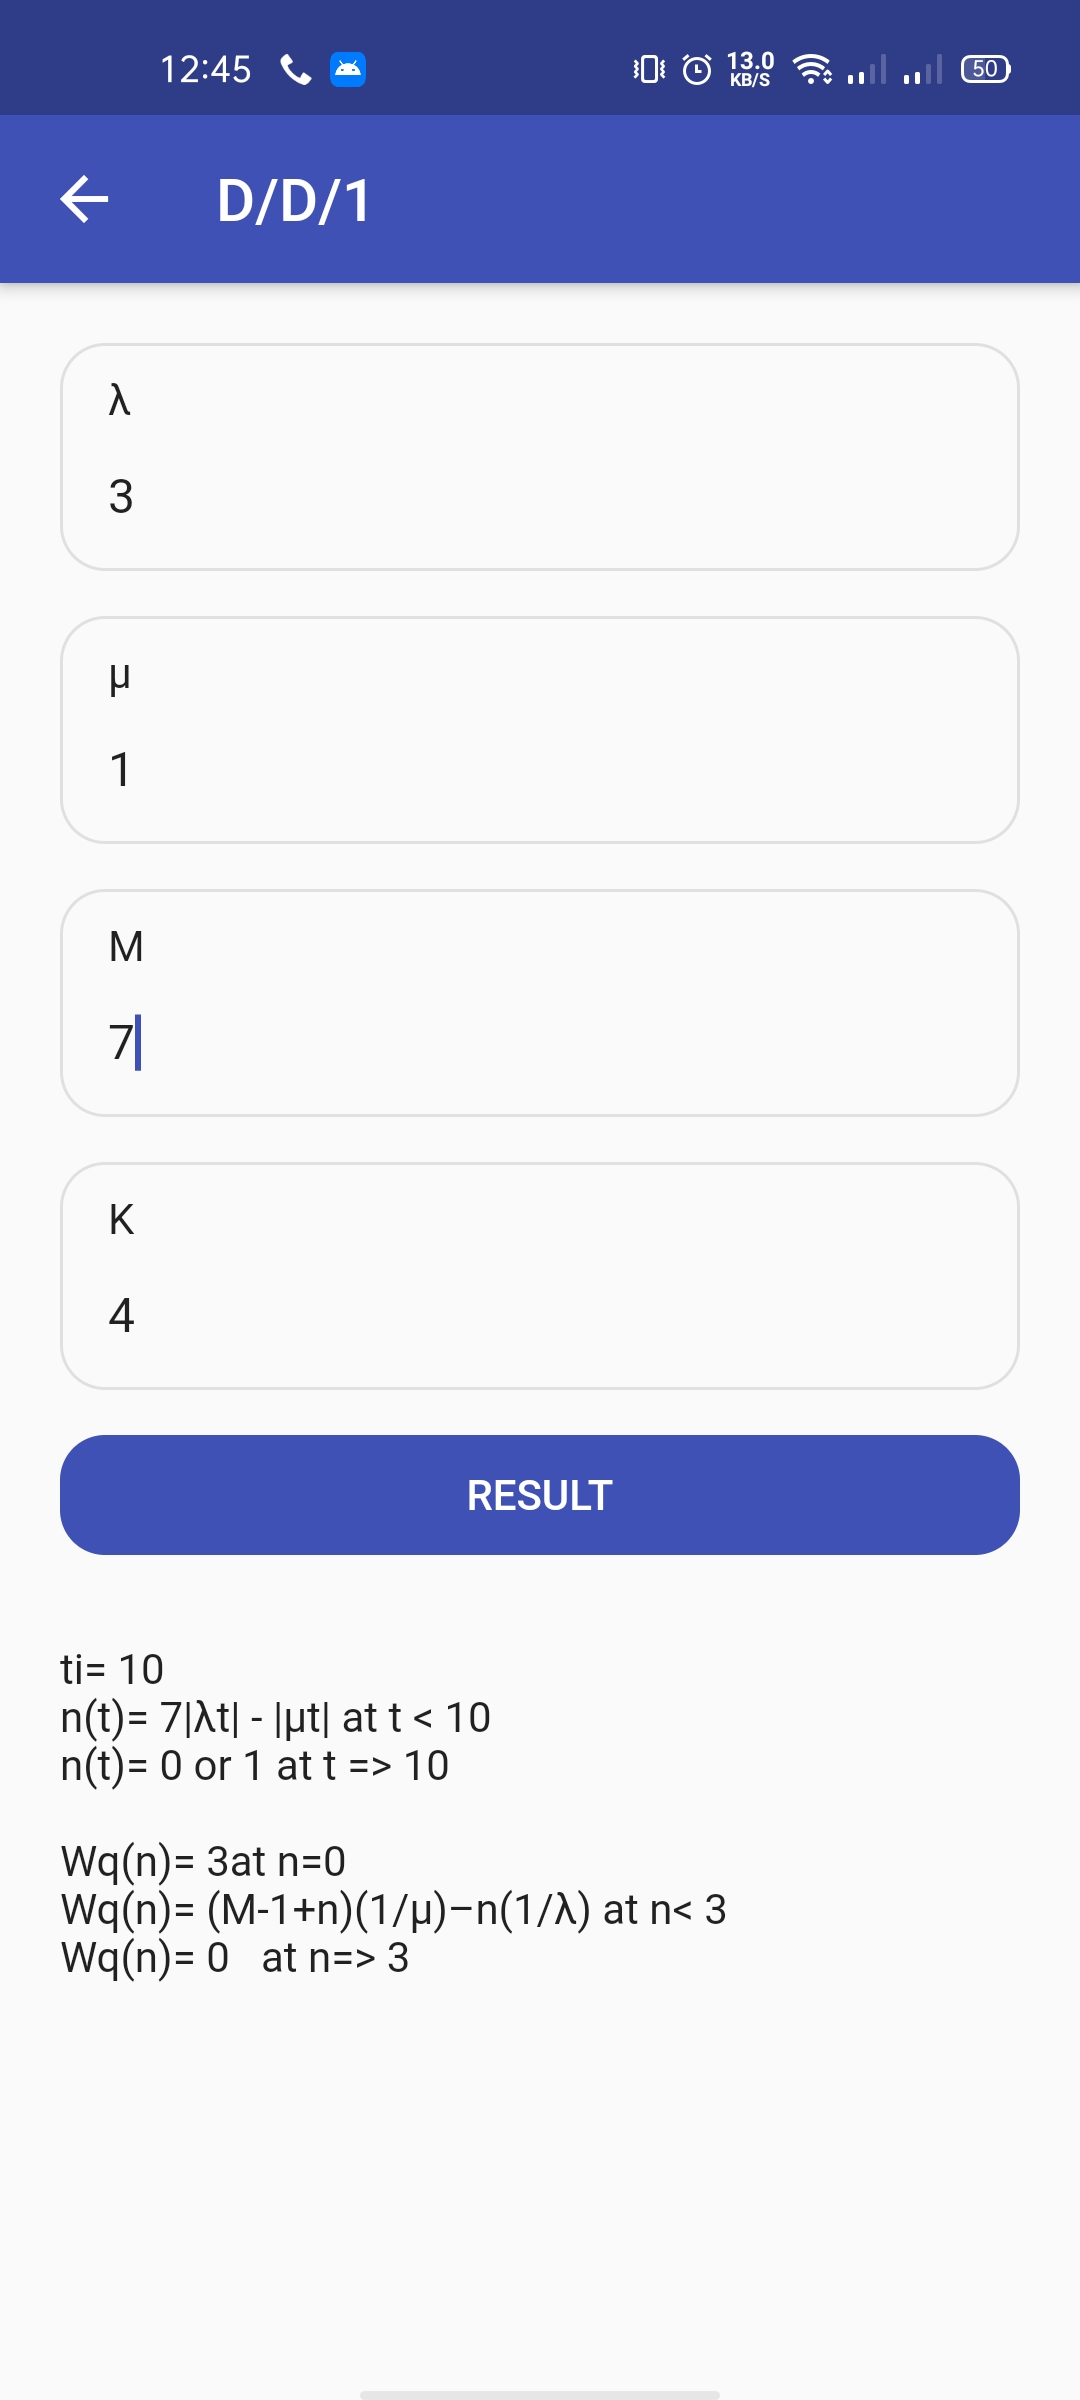 12:45
13.0
KB/S
50
D/D/1
λ
3
μ
1
M
7
K
4
RESULT
ti= 10
n(t)= 7|λt| - |μt| at t < 10
n(t)= 0 or 1 at t => 10
Wq(n)= 3at n=0
Wq(n)= (M-1+n)(1/μ)–n(1/λ) at n< 3
Wq(n)= 0   at n=> 3